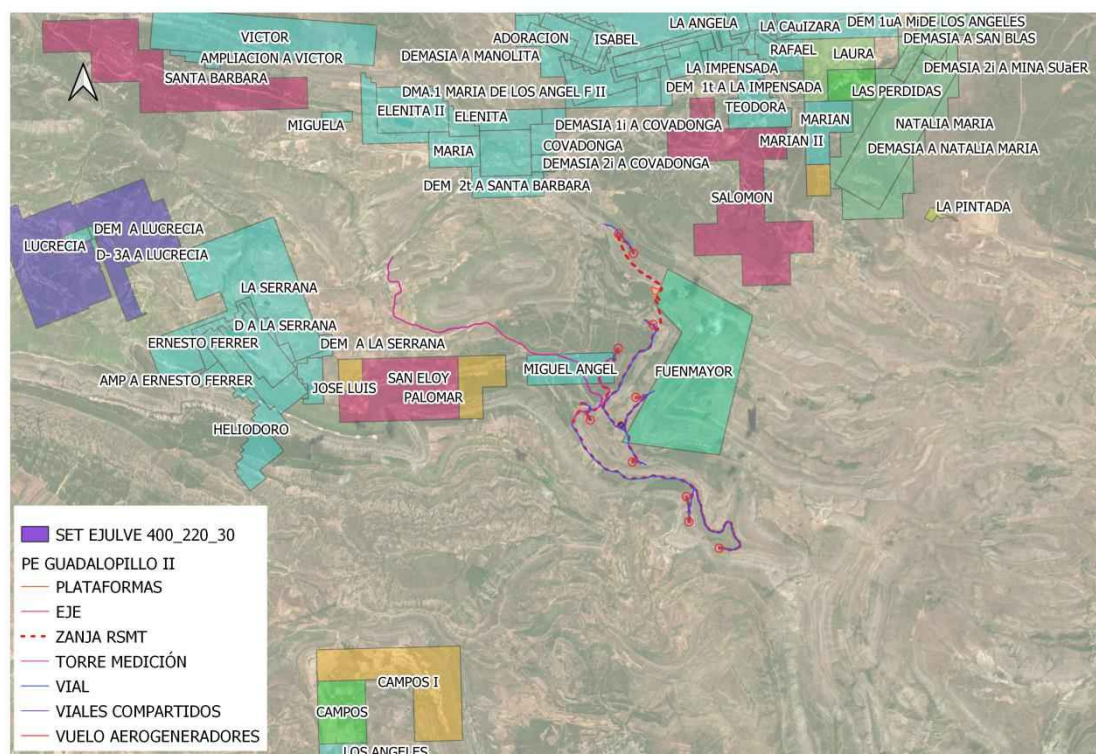 VICTOR
AMPLIACION A VICTOR
SANTA BARBARA
ADORACION
ISABEL
LA ANGELA
LA CAuIZARA
DEM 1uA MiDE LOS ANGELES
DEMASIA A MANOLITA
RAFAEL
LAURA
DEMASIA A SAN BLAS
LA IMPENSADA
DEMASIA 2i A MINA SUaER
DMA.1 MARIA DE LOS ANGEL F II
DEM 1t A LA IMPENSADA
LAS PERDIDAS
MIGUELA
ELENITA II
ELENITA
DEMASIA 1i A COVADONGA
TEODORA
MARIAN
NATALIA MARIA
MARIA
COVADONGA
MARIAN II
DEMASIA A NATALIA MARIA
DEMASIA 2i A COVADONGA
DEM 2t A SANTA BARBARA
SALOMON
LA PINTADA
LUCRECIA
DEM A LUCRECIA
D- 3A A LUCRECIA
LA SERRANA
D A LA SERRANA
ERNESTO FERRER
DEM A LA SERRANA
AMP A ERNESTO FERRER
JOSE LUIS
SAN ELOY
PALOMAR
MIGUEL ANGEL
FUENMAYOR
HELIODORO
SET EJULVE 400_220_30
PE GUADALOPILLO II
PLATAFORMAS
EJE
ZANJA RSMT
TORRE MEDICIÓN
VIAL
VIALES COMPARTIDOS
VUELO AEROGENERADORES
CAMPOS I
CAMPOS
LOS ANGELES